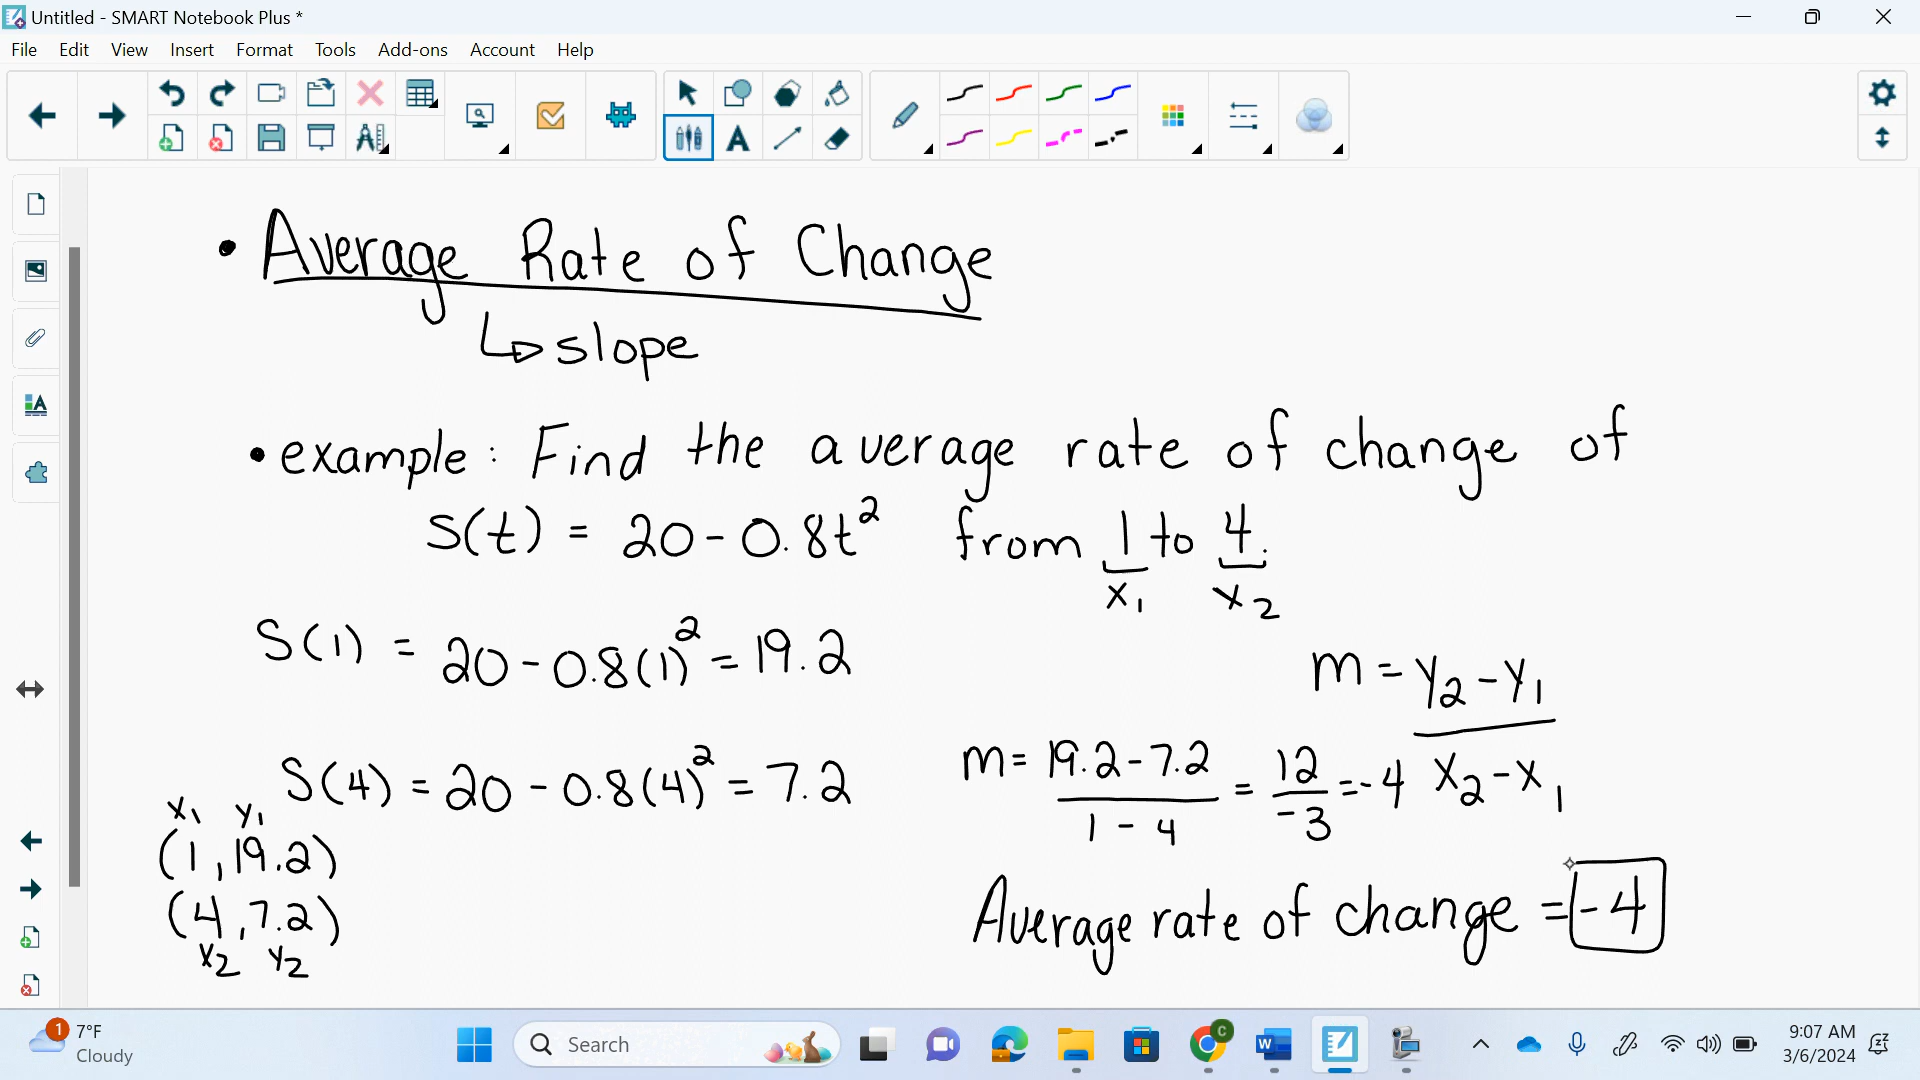 Untitled - SMART Notebook Plus *
File Edit View Insert Format Tools Add-ons Account Help
• Average Rate of Change
↳ slope
• example: Find the average rate of change of
S(t) = 20 - 0.8t² from 1 to 4.
x₁ x₂
S(1) = 20 - 0.8(1)² = 19.2
m = y₂ - y₁ / x₂ - x₁
S(4) = 20 - 0.8(4)² = 7.2
m = 19.2 - 7.2 / 1 - 4 = 12 / -3 = -4
x₁ y₁
(1, 19.2)
(4, 7.2)
x₂ y₂
Average rate of change = -4
1
7°F
Cloudy
Search
C
W
9:07 AM
3/6/2024